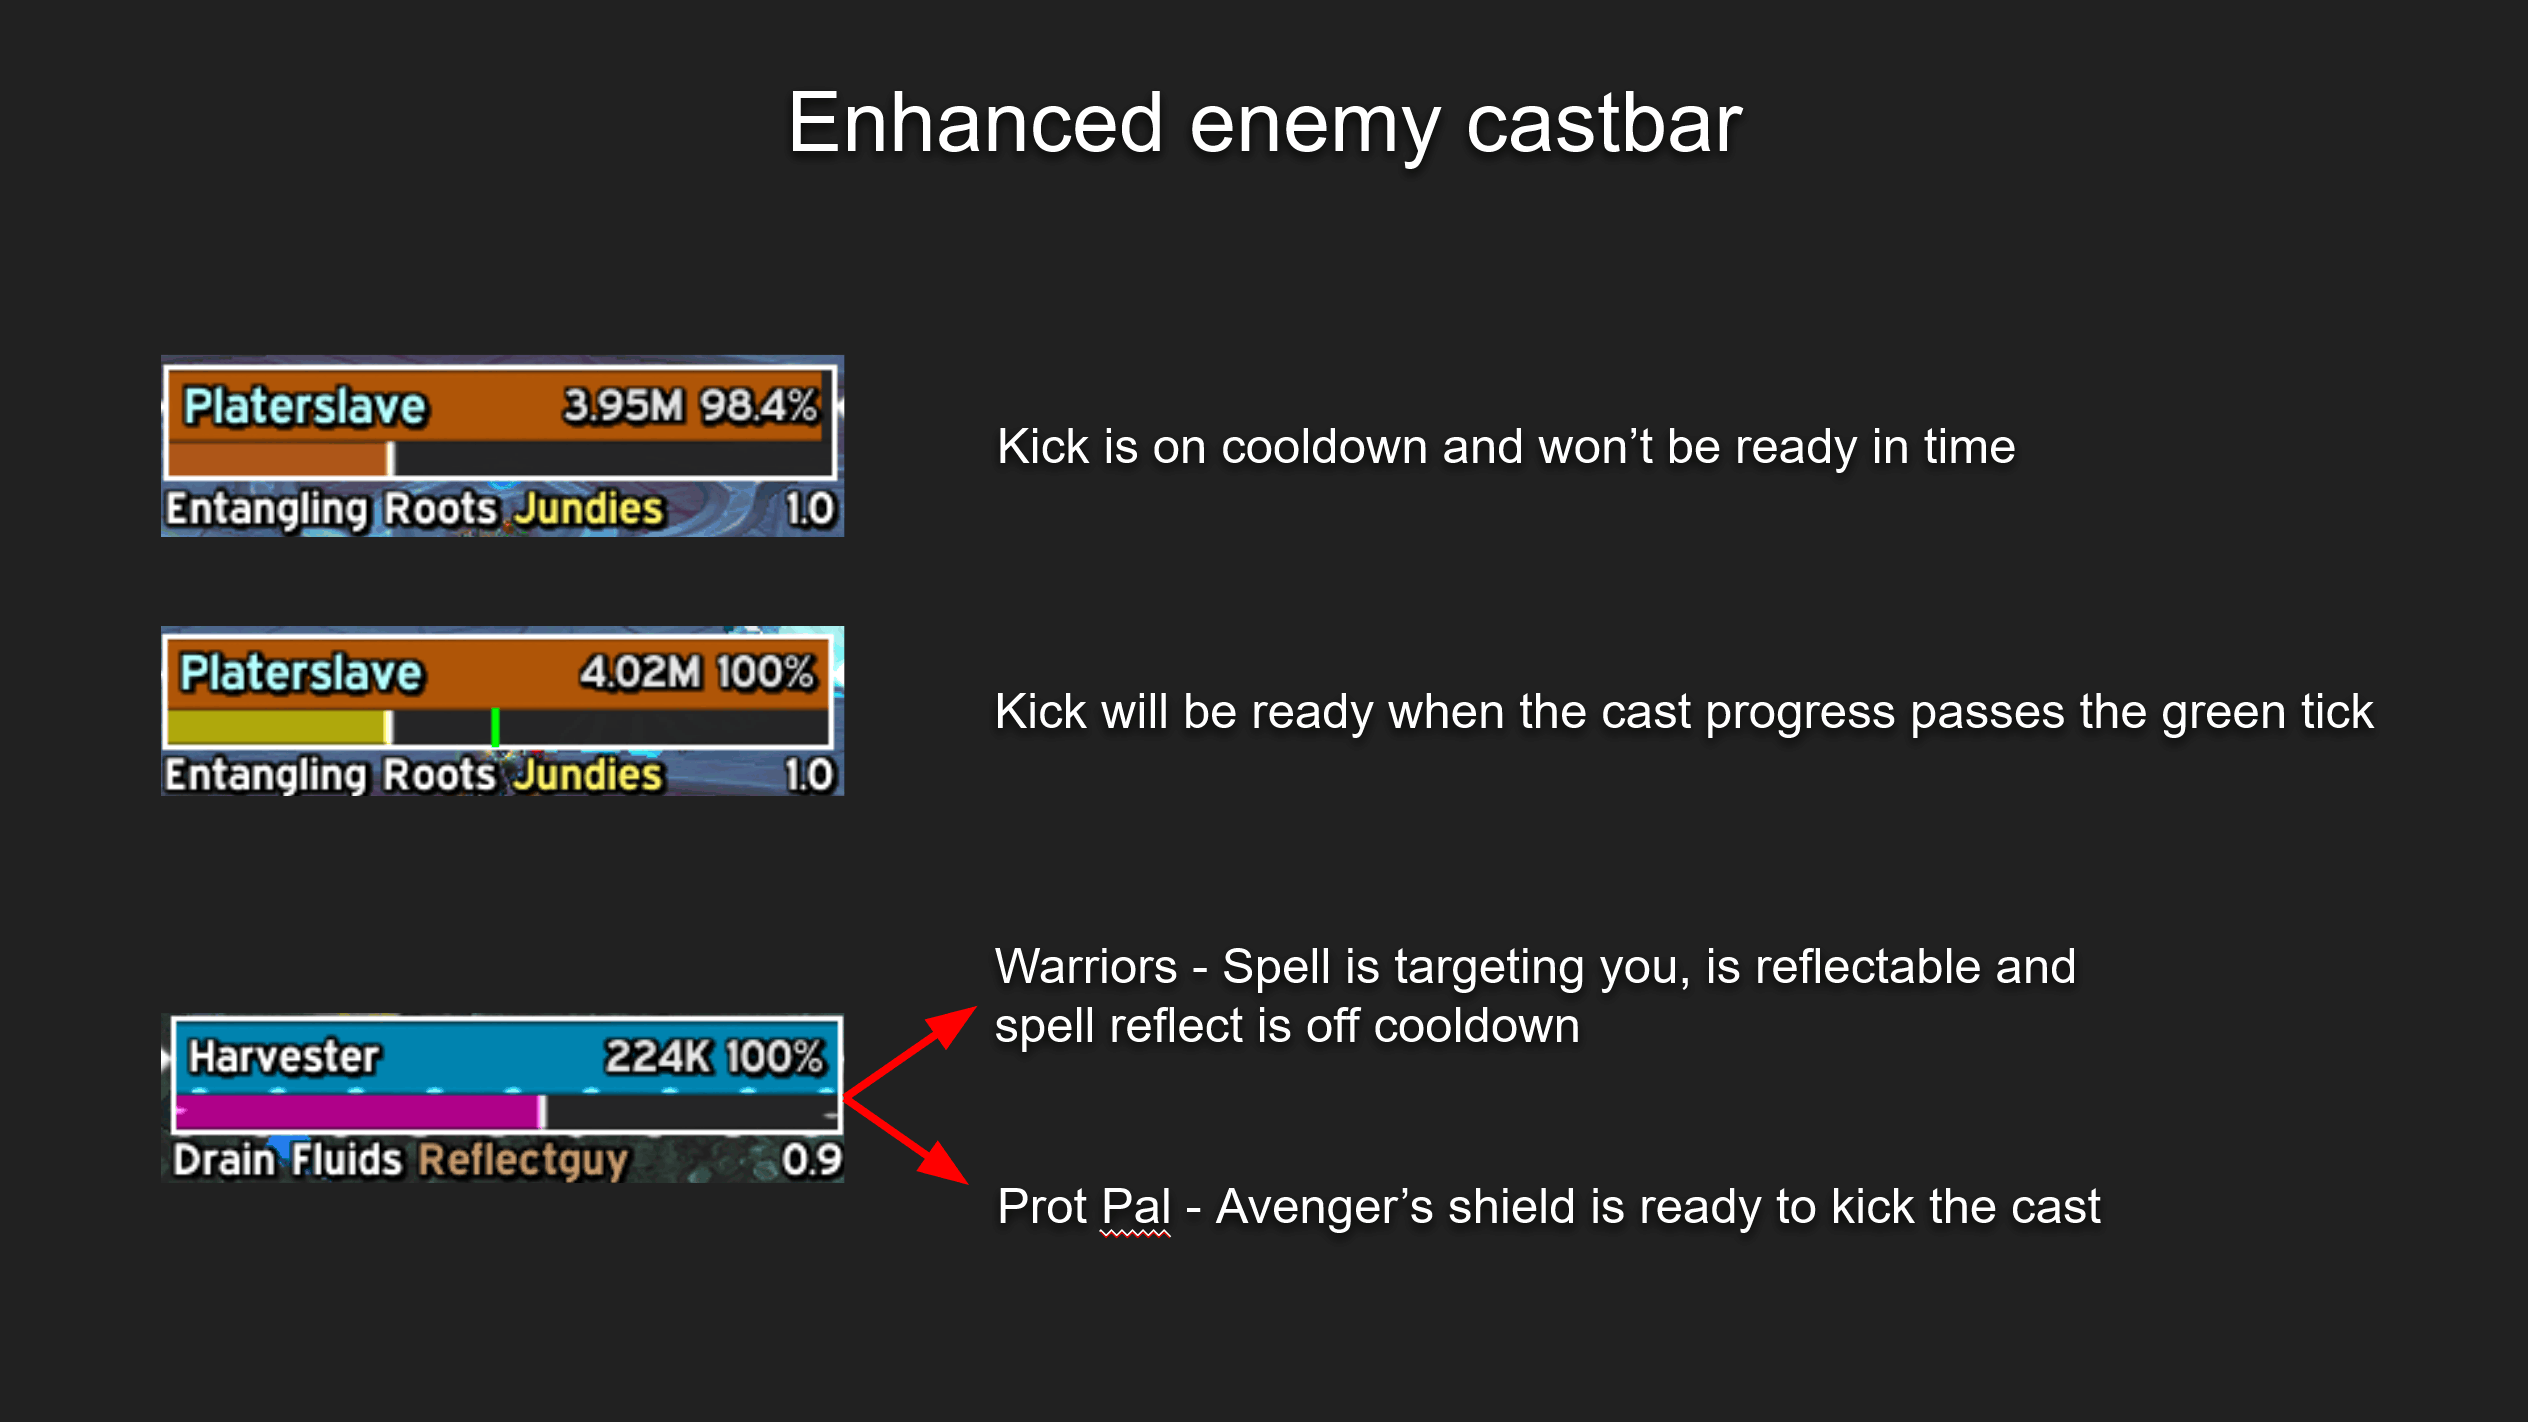 Enhanced enemy castbar
Platerslave 3.95M 98.4%
Entangling Roots Jundies 1.0
Kick is on cooldown and won’t be ready in time
Platerslave 4.02M 100%
Entangling Roots Jundies 1.0
Kick will be ready when the cast progress passes the green tick
Harvester 224K 100%
Drain Fluids Reflectguy 0.9
Warriors - Spell is targeting you, is reflectable and
spell reflect is off cooldown
Prot Pal - Avenger’s shield is ready to kick the cast